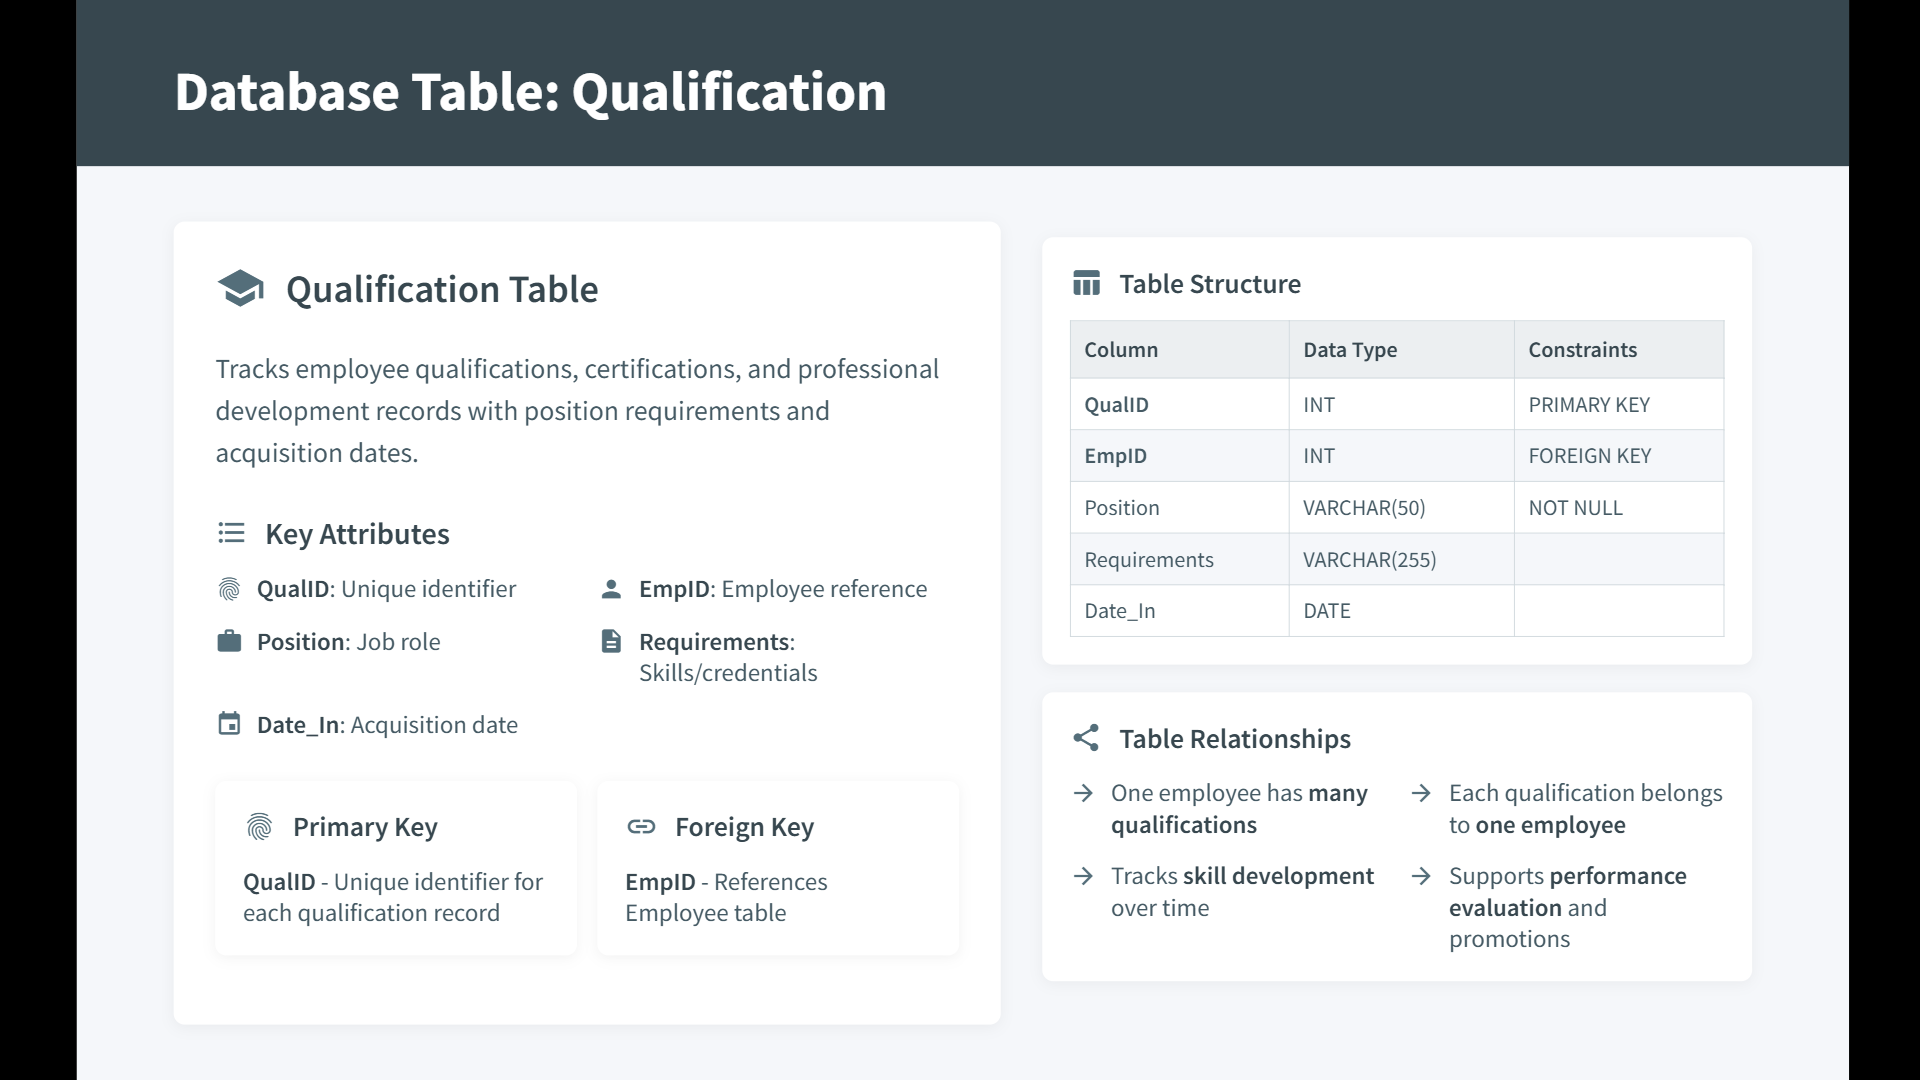 Database Table: Qualification
Qualification Table
Tracks employee qualifications, certifications, and professional
development records with position requirements and
acquisition dates.
Key Attributes
QualID: Unique identifier
EmpID: Employee reference
Position: Job role
Requirements:
Skills/credentials
Date_In: Acquisition date
Primary Key
QualID - Unique identifier for
each qualification record
Foreign Key
EmpID - References
Employee table
Table Structure
Column Data Type Constraints
QualID INT PRIMARY KEY
EmpID INT FOREIGN KEY
Position VARCHAR(50) NOT NULL
Requirements VARCHAR(255)
Date_In DATE
Table Relationships
One employee has many
qualifications
Each qualification belongs
to one employee
Tracks skill development
over time
Supports performance
evaluation and
promotions